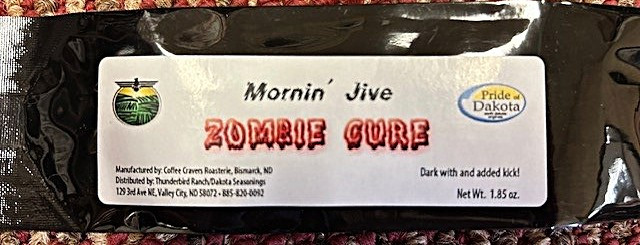 Mornin' Jive
ZOMBIE CURE
Pride of
Dakota
Manufactured by: Coffee Cravers Roasterie, Bismarck, ND
Distributed by: Thunderbird Ranch/Dakota Seasonings
129 3rd Ave NE, Valley City, ND 58072 • 885-820-0092
Dark with and added kick!
Net Wt. 1.85 oz.